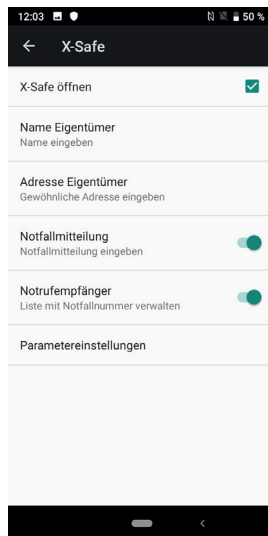 12:03 50 %
X-Safe
X-Safe öffnen
Name Eigentümer
Name eingeben
Adresse Eigentümer
Gewöhnliche Adresse eingeben
Notfallmitteilung
Notfallmitteilung eingeben
Notrufempfänger
Liste mit Notfallnummer verwalten
Parametereinstellungen